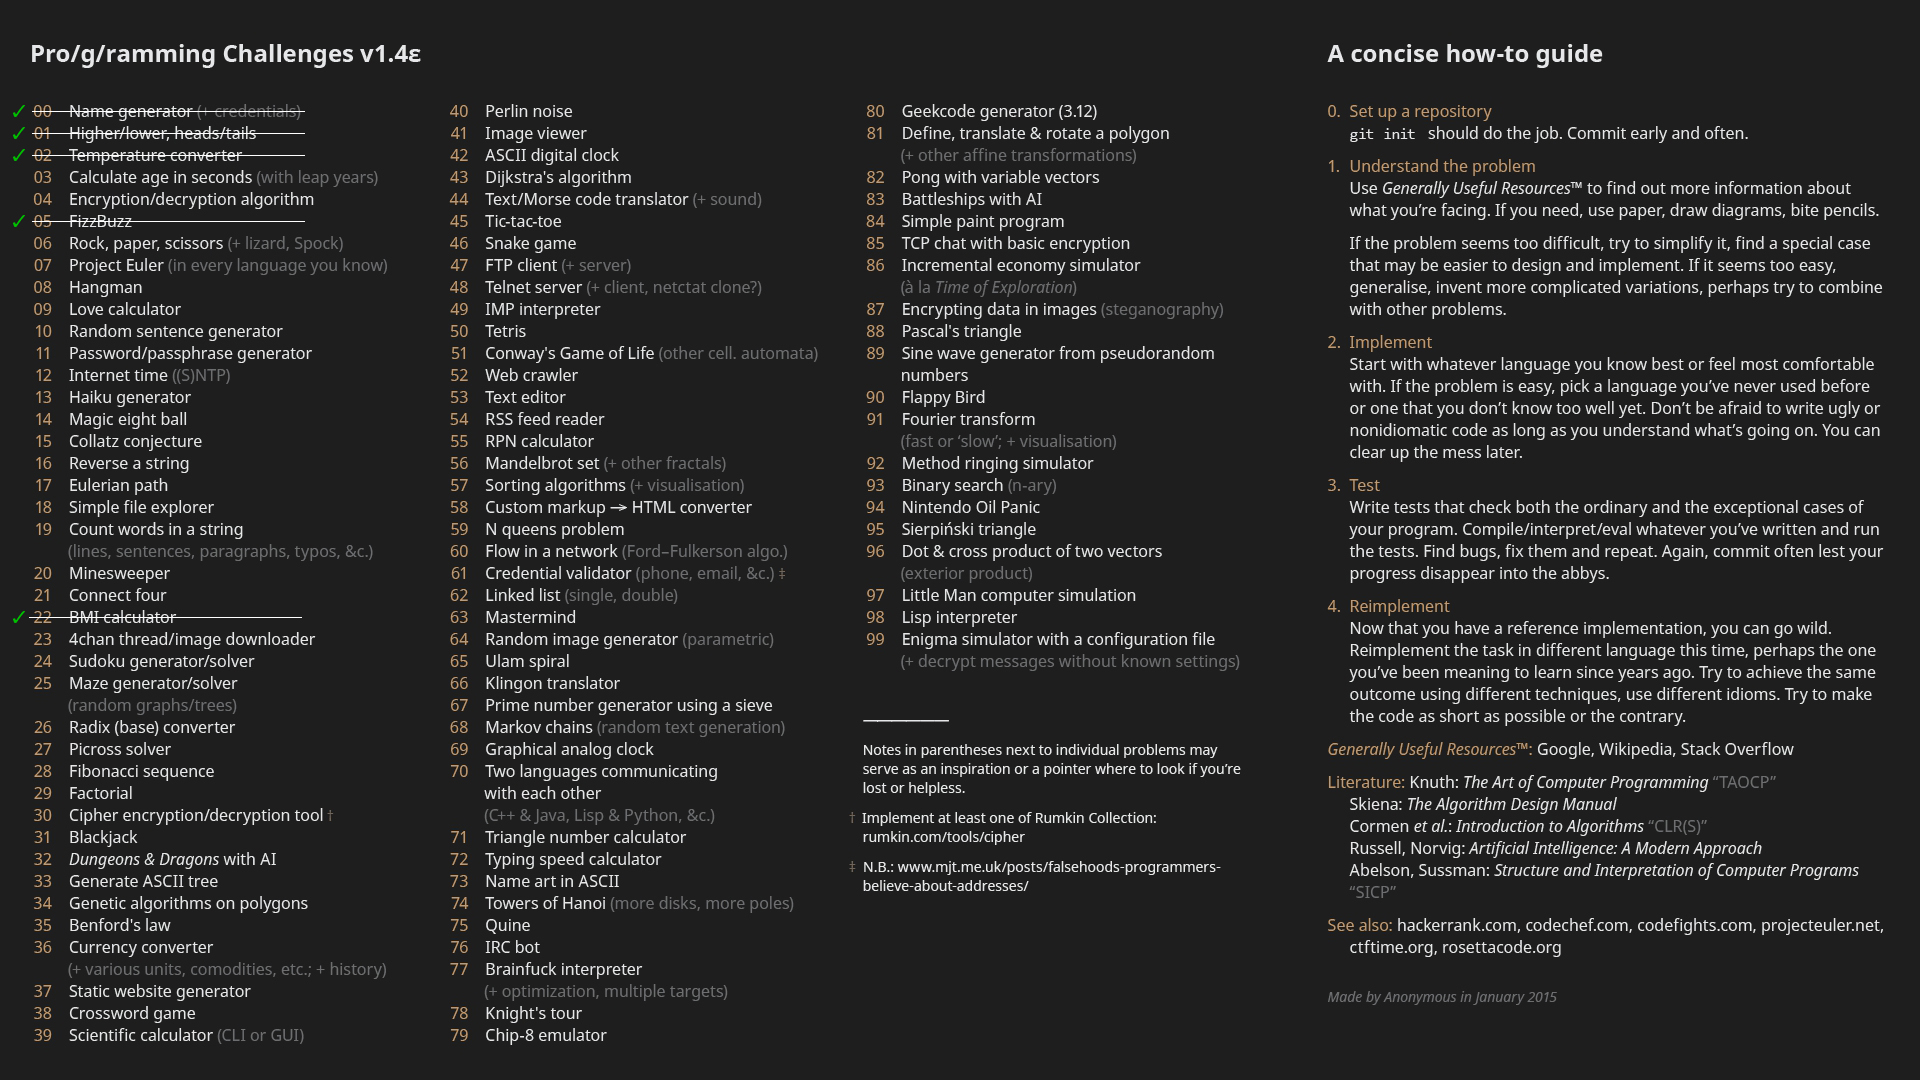 Pro/g/ramming Challenges v1.4ε
✓ 00 Name generator (+ credentials)
✓ 01 Higher/lower, heads/tails
✓ 02 Temperature converter
03 Calculate age in seconds (with leap years)
04 Encryption/decryption algorithm
✓ 05 FizzBuzz
06 Rock, paper, scissors (+ lizard, Spock)
07 Project Euler (in every language you know)
08 Hangman
09 Love calculator
10 Random sentence generator
11 Password/passphrase generator
12 Internet time ((S)NTP)
13 Haiku generator
14 Magic eight ball
15 Collatz conjecture
16 Reverse a string
17 Eulerian path
18 Simple file explorer
19 Count words in a string
(lines, sentences, paragraphs, typos, &c.)
20 Minesweeper
21 Connect four
✓ 22 BMI calculator
23 4chan thread/image downloader
24 Sudoku generator/solver
25 Maze generator/solver
(random graphs/trees)
26 Radix (base) converter
27 Picross solver
28 Fibonacci sequence
29 Factorial
30 Cipher encryption/decryption tool †
31 Blackjack
32 Dungeons & Dragons with AI
33 Generate ASCII tree
34 Genetic algorithms on polygons
35 Benford's law
36 Currency converter
(+ various units, comodities, etc.; + history)
37 Static website generator
38 Crossword game
39 Scientific calculator (CLI or GUI)
40 Perlin noise
41 Image viewer
42 ASCII digital clock
43 Dijkstra's algorithm
44 Text/Morse code translator (+ sound)
45 Tic-tac-toe
46 Snake game
47 FTP client (+ server)
48 Telnet server (+ client, netctat clone?)
49 IMP interpreter
50 Tetris
51 Conway's Game of Life (other cell. automata)
52 Web crawler
53 Text editor
54 RSS feed reader
55 RPN calculator
56 Mandelbrot set (+ other fractals)
57 Sorting algorithms (+ visualisation)
58 Custom markup → HTML converter
59 N queens problem
60 Flow in a network (Ford–Fulkerson algo.)
61 Credential validator (phone, email, &c.) ‡
62 Linked list (single, double)
63 Mastermind
64 Random image generator (parametric)
65 Ulam spiral
66 Klingon translator
67 Prime number generator using a sieve
68 Markov chains (random text generation)
69 Graphical analog clock
70 Two languages communicating
with each other
(C++ & Java, Lisp & Python, &c.)
71 Triangle number calculator
72 Typing speed calculator
73 Name art in ASCII
74 Towers of Hanoi (more disks, more poles)
75 Quine
76 IRC bot
77 Brainfuck interpreter
(+ optimization, multiple targets)
78 Knight's tour
79 Chip-8 emulator
80 Geekcode generator (3.12)
81 Define, translate & rotate a polygon
(+ other affine transformations)
82 Pong with variable vectors
83 Battleships with AI
84 Simple paint program
85 TCP chat with basic encryption
86 Incremental economy simulator
(à la Time of Exploration)
87 Encrypting data in images (steganography)
88 Pascal's triangle
89 Sine wave generator from pseudorandom
numbers
90 Flappy Bird
91 Fourier transform
(fast or ‘slow’; + visualisation)
92 Method ringing simulator
93 Binary search (n-ary)
94 Nintendo Oil Panic
95 Sierpiński triangle
96 Dot & cross product of two vectors
(exterior product)
97 Little Man computer simulation
98 Lisp interpreter
99 Enigma simulator with a configuration file
(+ decrypt messages without known settings)
Notes in parentheses next to individual problems may
serve as an inspiration or a pointer where to look if you’re
lost or helpless.
† Implement at least one of Rumkin Collection:
rumkin.com/tools/cipher
‡ N.B.: www.mjt.me.uk/posts/falsehoods-programmers-
believe-about-addresses/
A concise how-to guide
0. Set up a repository
git init should do the job. Commit early and often.
1. Understand the problem
Use Generally Useful Resources™ to find out more information about
what you’re facing. If you need, use paper, draw diagrams, bite pencils.
If the problem seems too difficult, try to simplify it, find a special case
that may be easier to design and implement. If it seems too easy,
generalise, invent more complicated variations, perhaps try to combine
with other problems.
2. Implement
Start with whatever language you know best or feel most comfortable
with. If the problem is easy, pick a language you’ve never used before
or one that you don’t know too well yet. Don’t be afraid to write ugly or
nonidiomatic code as long as you understand what’s going on. You can
clear up the mess later.
3. Test
Write tests that check both the ordinary and the exceptional cases of
your program. Compile/interpret/eval whatever you’ve written and run
the tests. Find bugs, fix them and repeat. Again, commit often lest your
progress disappear into the abbys.
4. Reimplement
Now that you have a reference implementation, you can go wild.
Reimplement the task in different language this time, perhaps the one
you’ve been meaning to learn since years ago. Try to achieve the same
outcome using different techniques, use different idioms. Try to make
the code as short as possible or the contrary.
Generally Useful Resources™: Google, Wikipedia, Stack Overflow
Literature: Knuth: The Art of Computer Programming “TAOCP”
Skiena: The Algorithm Design Manual
Cormen et al.: Introduction to Algorithms “CLR(S)”
Russell, Norvig: Artificial Intelligence: A Modern Approach
Abelson, Sussman: Structure and Interpretation of Computer Programs
“SICP”
See also: hackerrank.com, codechef.com, codefights.com, projecteuler.net,
ctftime.org, rosettacode.org
Made by Anonymous in January 2015